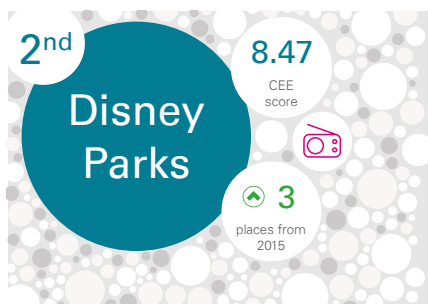 2nd
Disney
Parks
8.47
CEE
score
3
places from
2015